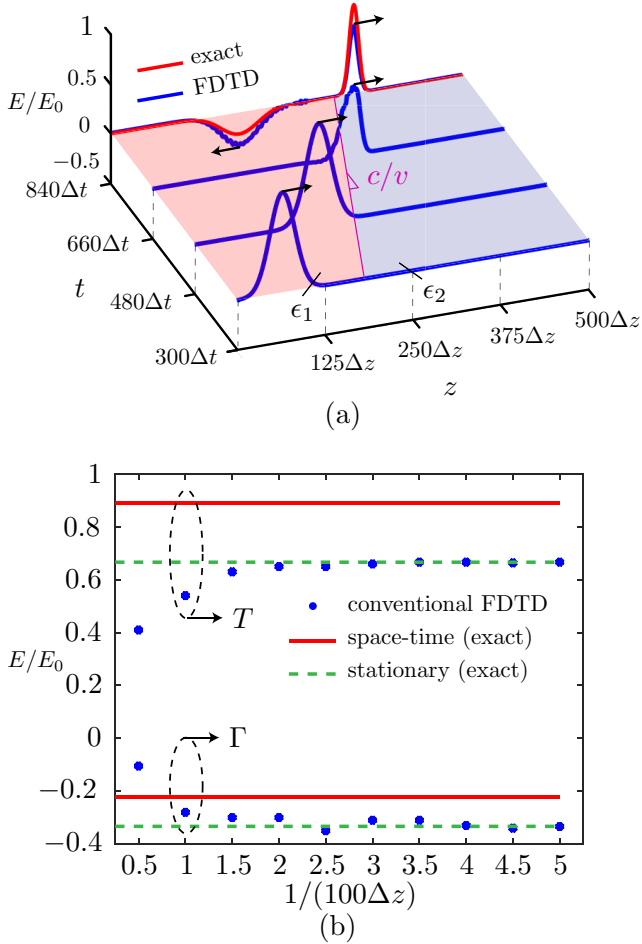 1
exact
FDTD
0.5
E/E₀
0
−0.5
c/v
840Δt
660Δt
t
480Δt
ϵ₁
ϵ₂
300Δt
500Δz
375Δz
250Δz
125Δz
z
(a)
1
0.8
0.6
T
conventional FDTD
0.4
space-time (exact)
E/E₀
0.2
stationary (exact)
0
Γ
−0.2
−0.4
0.5 1 1.5 2 2.5 3 3.5 4 4.5 5
1/(100Δz)
(b)